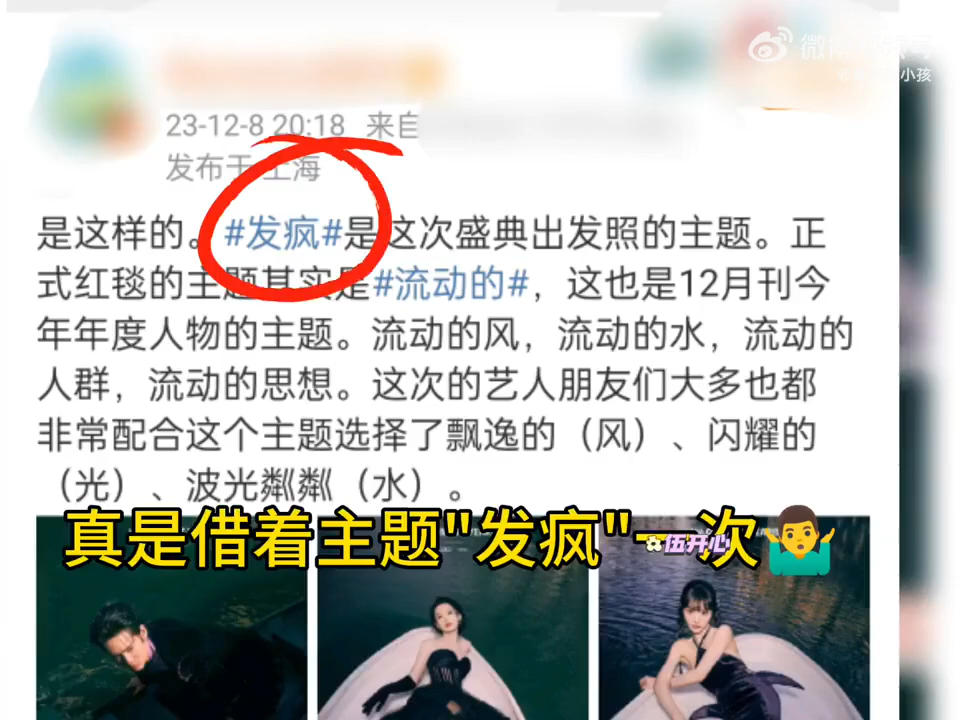 23-12-8 20:18 来自
发布于 上海
是这样的。#发疯#是这次盛典出发照的主题。正
式红毯的主题其实是#流动的#，这也是12月刊今
年年度人物的主题。流动的风，流动的水，流动的
人群，流动的思想。这次的艺人朋友们大多也都
非常配合这个主题选择了飘逸的（风）、闪耀的
（光）、波光粼粼（水）。
真是借着主题"发疯"一次🤷‍♂️
伍开心
小孩